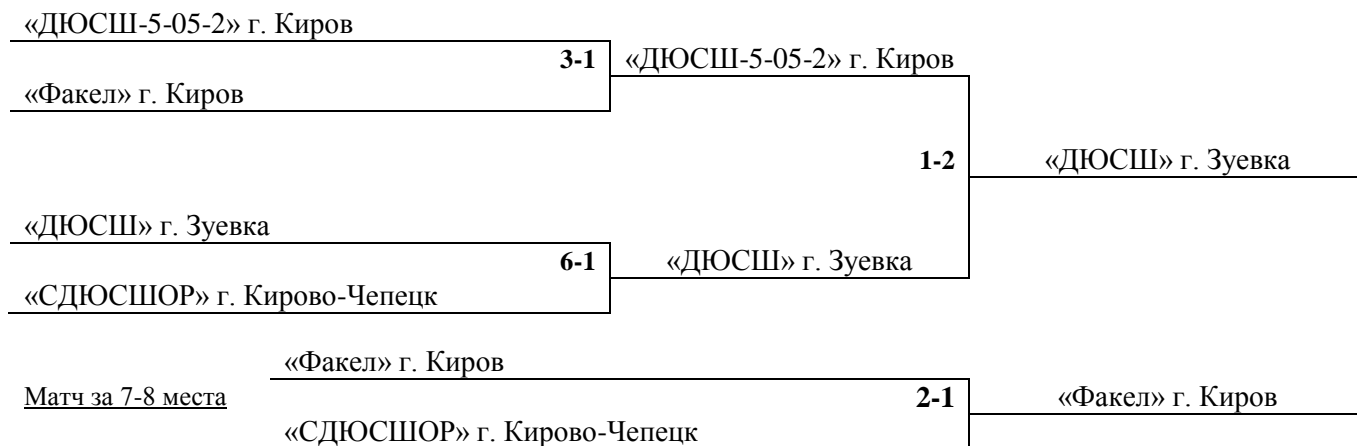 «ДЮСШ-5-05-2» г. Киров
3-1 «ДЮСШ-5-05-2» г. Киров
«Факел» г. Киров
1-2 «ДЮСШ» г. Зуевка
«ДЮСШ» г. Зуевка
6-1 «ДЮСШ» г. Зуевка
«СДЮСШОР» г. Кирово-Чепецк
«Факел» г. Киров
Матч за 7-8 места 2-1 «Факел» г. Киров
«СДЮСШОР» г. Кирово-Чепецк